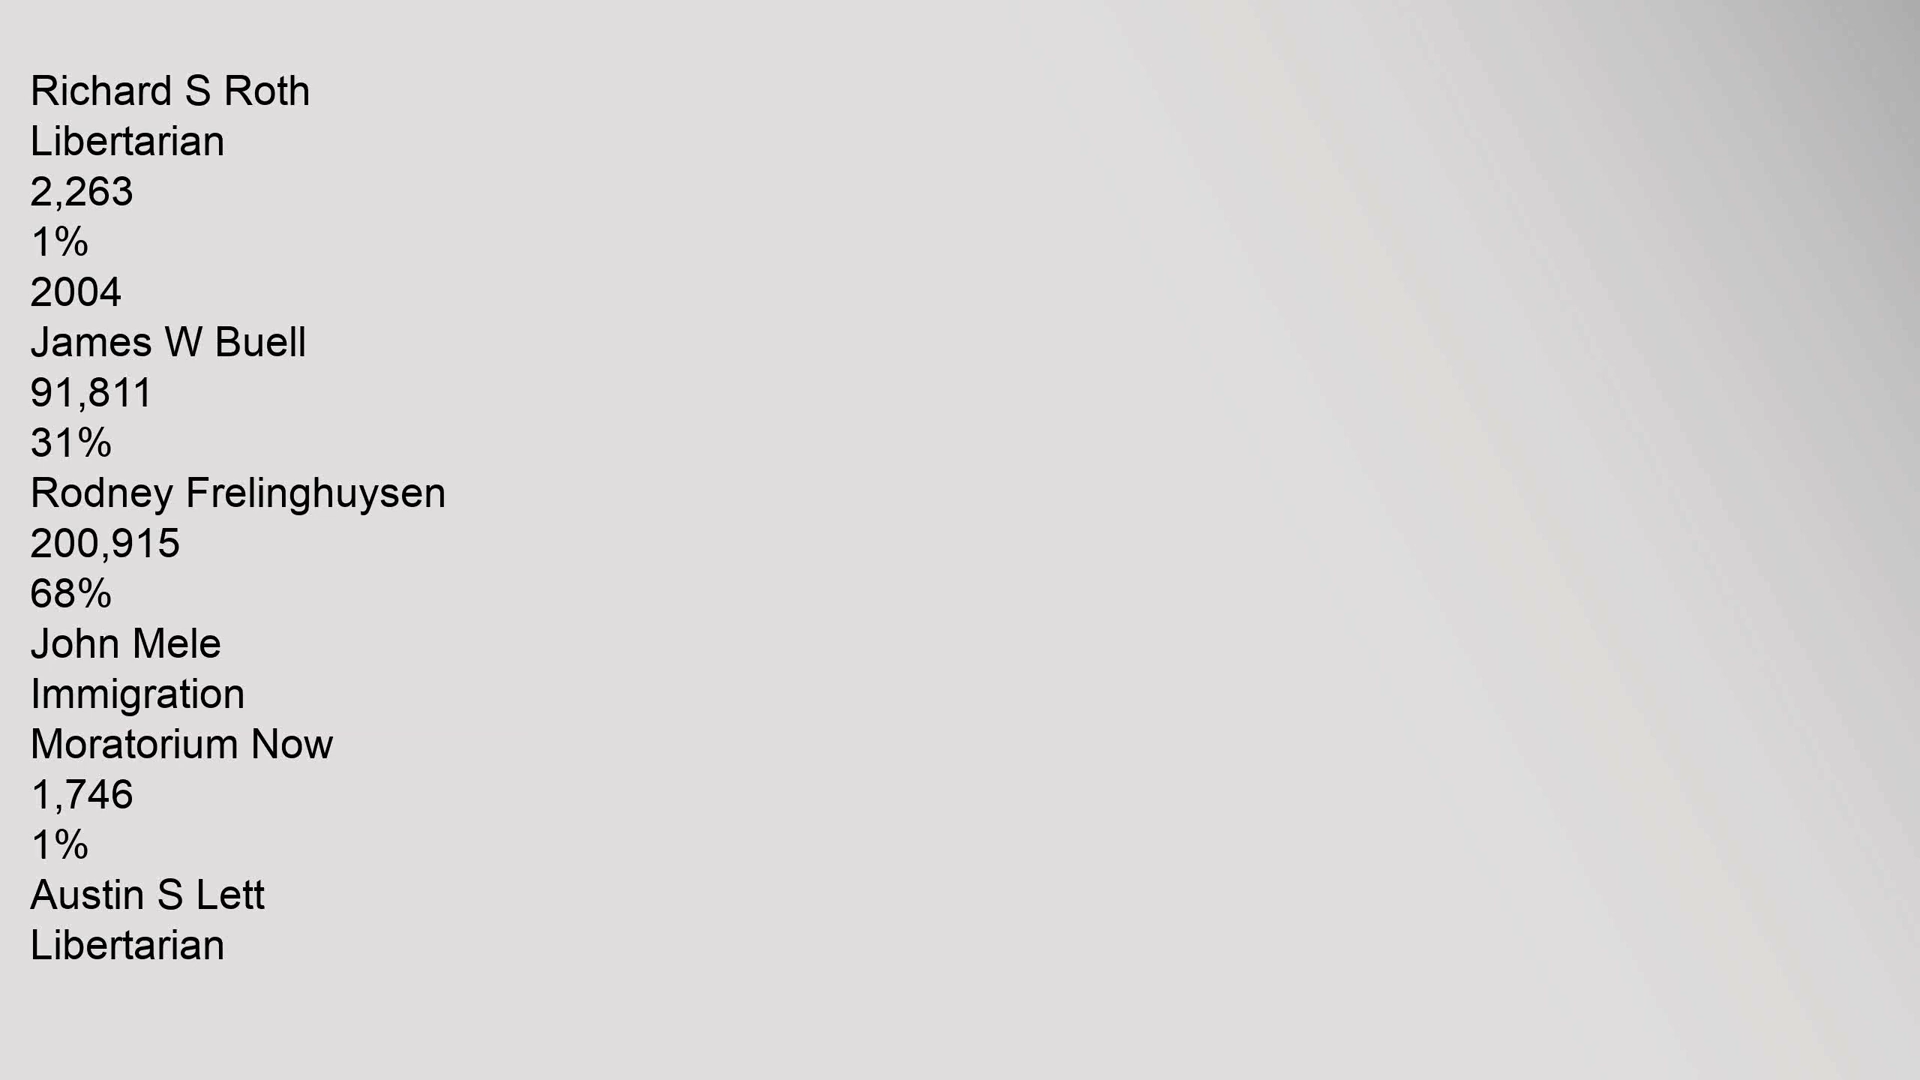 Richard S Roth
Libertarian
2,263
1%
2004
James W Buell
91,811
31%
Rodney Frelinghuysen
200,915
68%
John Mele
Immigration
Moratorium Now
1,746
1%
Austin S Lett
Libertarian